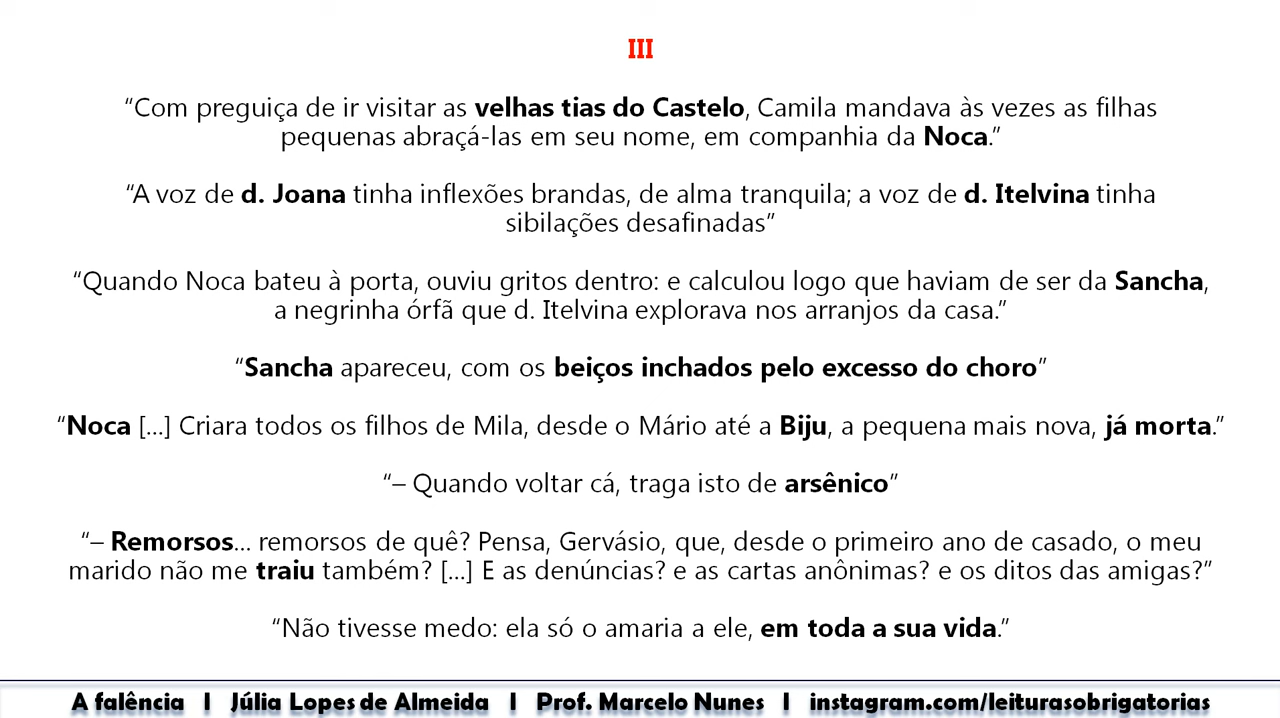 III
“Com preguiça de ir visitar as velhas tias do Castelo, Camila mandava às vezes as filhas
pequenas abraçá-las em seu nome, em companhia da Noca.”
“A voz de d. Joana tinha inflexões brandas, de alma tranquila; a voz de d. Itelvina tinha
sibilações desafinadas”
“Quando Noca bateu à porta, ouviu gritos dentro: e calculou logo que haviam de ser da Sancha,
a negrinha órfã que d. Itelvina explorava nos arranjos da casa.”
“Sancha apareceu, com os beiços inchados pelo excesso do choro”
“Noca [...] Criara todos os filhos de Mila, desde o Mário até a Biju, a pequena mais nova, já morta.”
“– Quando voltar cá, traga isto de arsênico”
“– Remorsos... remorsos de quê? Pensa, Gervásio, que, desde o primeiro ano de casado, o meu
marido não me traiu também? [...] E as denúncias? e as cartas anônimas? e os ditos das amigas?”
“Não tivesse medo: ela só o amaria a ele, em toda a sua vida.”
A falência I Júlia Lopes de Almeida I Prof. Marcelo Nunes I instagram.com/leiturasobrigatorias